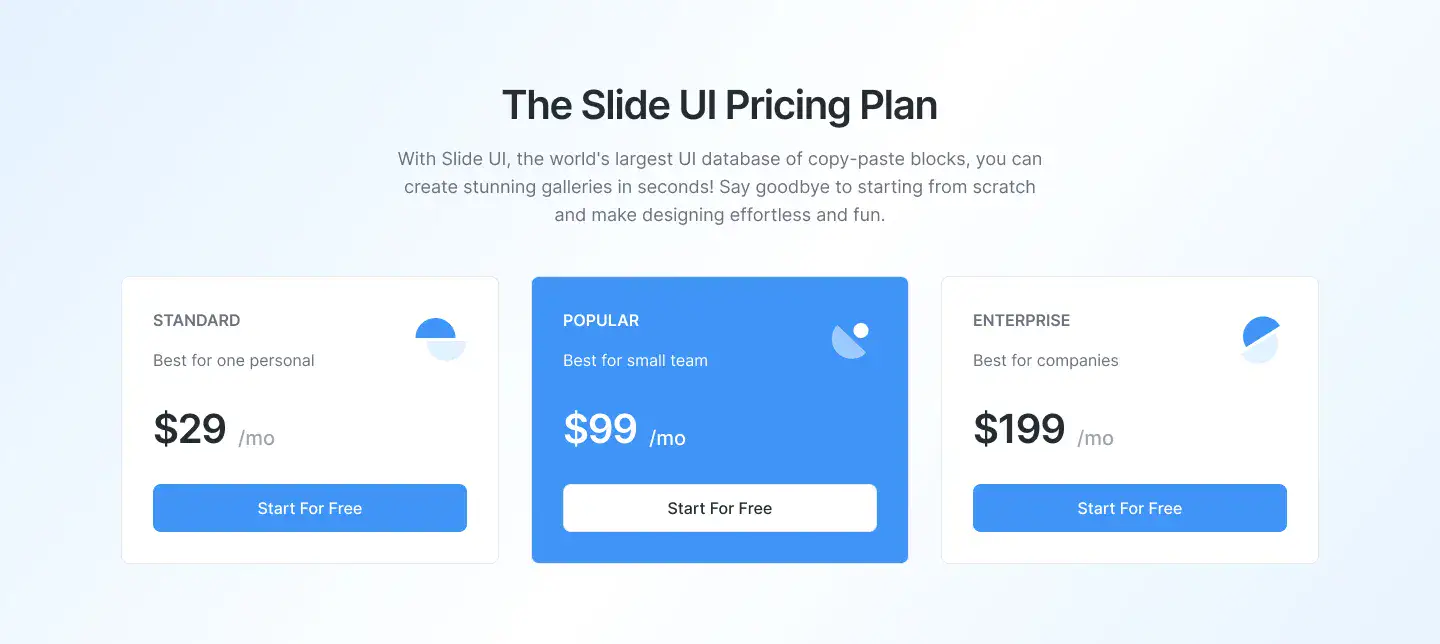 The Slide UI Pricing Plan
With Slide UI, the world's largest UI database of copy-paste blocks, you can
create stunning galleries in seconds! Say goodbye to starting from scratch
and make designing effortless and fun.
STANDARD
Best for one personal
$29 /mo
Start For Free
POPULAR
Best for small team
$99 /mo
Start For Free
ENTERPRISE
Best for companies
$199 /mo
Start For Free